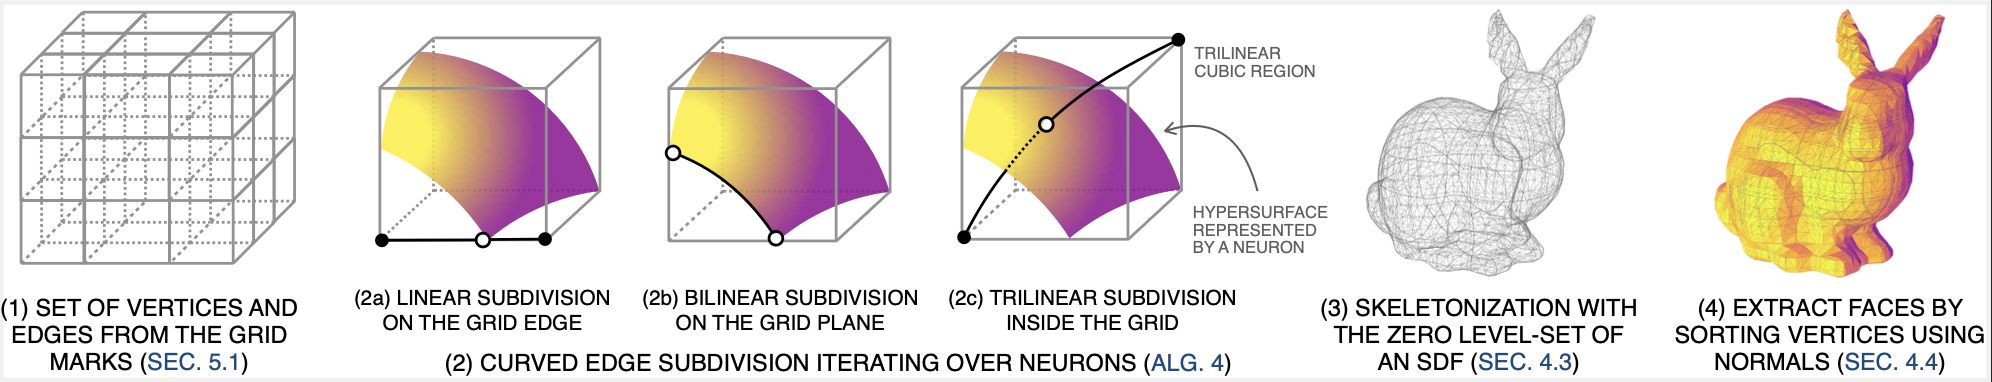 TRILINEAR
CUBIC REGION
HYPERSURFACE
REPRESENTED
BY A NEURON
(1) SET OF VERTICES AND
EDGES FROM THE GRID
MARKS (SEC. 5.1)
(2a) LINEAR SUBDIVISION
ON THE GRID EDGE
(2b) BILINEAR SUBDIVISION
ON THE GRID PLANE
(2c) TRILINEAR SUBDIVISION
INSIDE THE GRID
(2) CURVED EDGE SUBDIVISION ITERATING OVER NEURONS (ALG. 4)
(3) SKELETONIZATION WITH
THE ZERO LEVEL-SET OF
AN SDF (SEC. 4.3)
(4) EXTRACT FACES BY
SORTING VERTICES USING
NORMALS (SEC. 4.4)